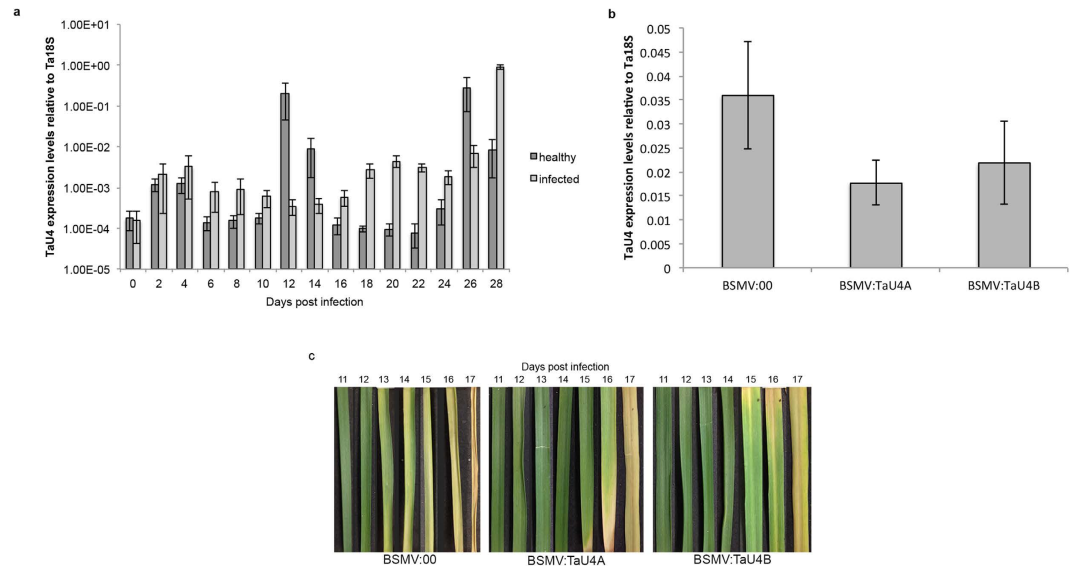 a
TaU4 expression levels relative to Ta18S
1.00E+01
1.00E+00
1.00E-01
1.00E-02
1.00E-03
1.00E-04
1.00E-05
0 2 4 6 8 10 12 14 16 18 20 22 24 26 28
Days post infection
healthy
infected
b
TaU4 expression levels relative to Ta18S
0.05
0.045
0.04
0.035
0.03
0.025
0.02
0.015
0.01
0.005
0
BSMV:00 BSMV:TaU4A BSMV:TaU4B
c
Days post infection
11 12 13 14 15 16 17 11 12 13 14 15 16 17 11 12 13 14 15 16 17
BSMV:00 BSMV:TaU4A BSMV:TaU4B